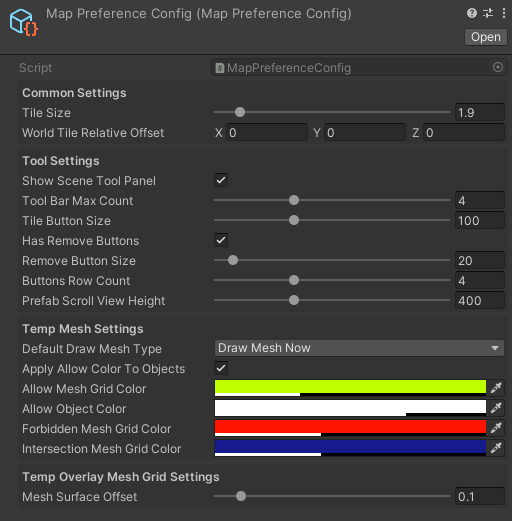 Map Preference Config (Map Preference Config)
Open
Script MapPreferenceConfig
Common Settings
Tile Size 1.9
World Tile Relative Offset X 0 Y 0 Z 0
Tool Settings
Show Scene Tool Panel
Tool Bar Max Count 4
Tile Button Size 100
Has Remove Buttons
Remove Button Size 20
Buttons Row Count 4
Prefab Scroll View Height 400
Temp Mesh Settings
Default Draw Mesh Type Draw Mesh Now
Apply Allow Color To Objects
Allow Mesh Grid Color
Allow Object Color
Forbidden Mesh Grid Color
Intersection Mesh Grid Color
Temp Overlay Mesh Grid Settings
Mesh Surface Offset 0.1